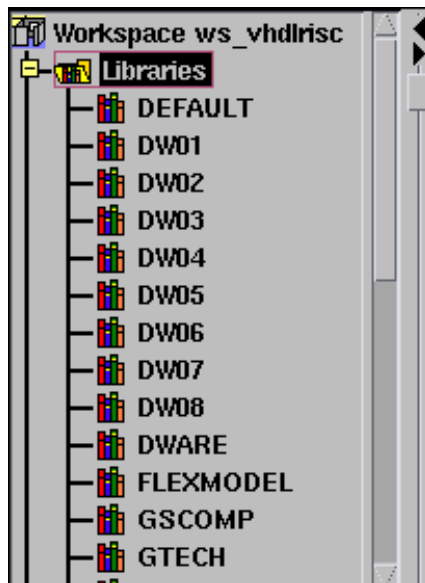 Workspace ws_vhdlrisc
Libraries
DEFAULT
DW01
DW02
DW03
DW04
DW05
DW06
DW07
DW08
DWARE
FLEXMODEL
GSCOMP
GTECH